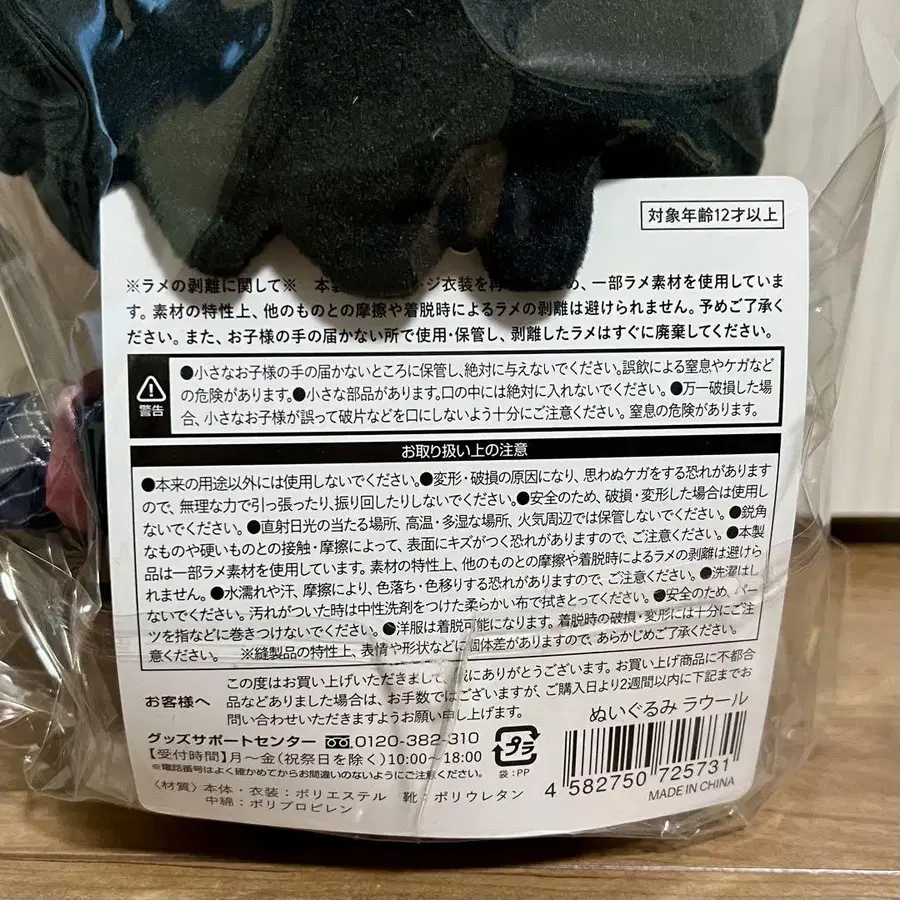 対象年齢12才以上
※ラメの剥離に関して※ 本 ジ衣装を再 め、一部ラメ素材を使用していま
す。素材の特性上、他のものとの摩擦や着脱時によるラメの剥離は避けられません。予めご了承く
ださい。また、お子様の手の届かない所で使用・保管し、剥離したラメはすぐに廃棄してください。
警告
●小さなお子様の手の届かないところに保管し、絶対に与えないでください。誤飲による窒息やケガなど
の危険があります。●小さな部品があります。口の中には絶対に入れないでください。●万一破損した場
合、小さなお子様が誤って破片などを口にしないよう十分にご注意ください。窒息の危険があります。
お取り扱い上の注意
●本来の用途以外には使用しないでください。●変形・破損の原因になり、思わぬケガをする恐れがあります
ので、無理な力で引っ張ったり、振り回したりしないでください。●安全のため、破損・変形した場合は使用し
ないでください。●直射日光の当たる場所、高温・多湿な場所、火気周辺では保管しないでください。●鋭角
なものや硬いものとの接触・摩擦によって、表面にキズがつく恐れがありますので、ご注意ください。●本製
品は一部ラメ素材を使用しています。素材の特性上、他のものとの摩擦や着脱時によるラメの剥離は避けら
れません。●水濡れや汗、摩擦により、色落ち・色移りする恐れがありますので、ご注意ください。●洗濯はし
ないでください。汚れがついた時は中性洗剤をつけた柔らかい布で拭きとってください。●安全のため、パー
ツを指などに巻きつけないでください。●洋服は着脱可能になります。着脱時の破損・変形には十分にご注
意ください。 ※縫製品の特性上、表情や形状などに個体差がありますので、あらかじめご了承ください。
お客様へ
この度はお買い上げいただきまして、誠にありがとうございます。お買い上げ商品に不都合
品などありました場合は、お手数ではございますが、ご購入日より2週間以内に下記までお
問い合わせいただきますようお願い申し上げます。
グッズサポートセンター 0120-382-310
【受付時間】月〜金(祝祭日を除く)10:00〜18:00
※電話番号はよく確かめてからお間違いのないようにご注意ください。
〈材質〉本体・衣装：ポリエステル 靴：ポリウレタン
中綿：ポリプロピレン
プラ
袋：PP
ぬいぐるみ ラウール
4 582750 725731
MADE IN CHINA